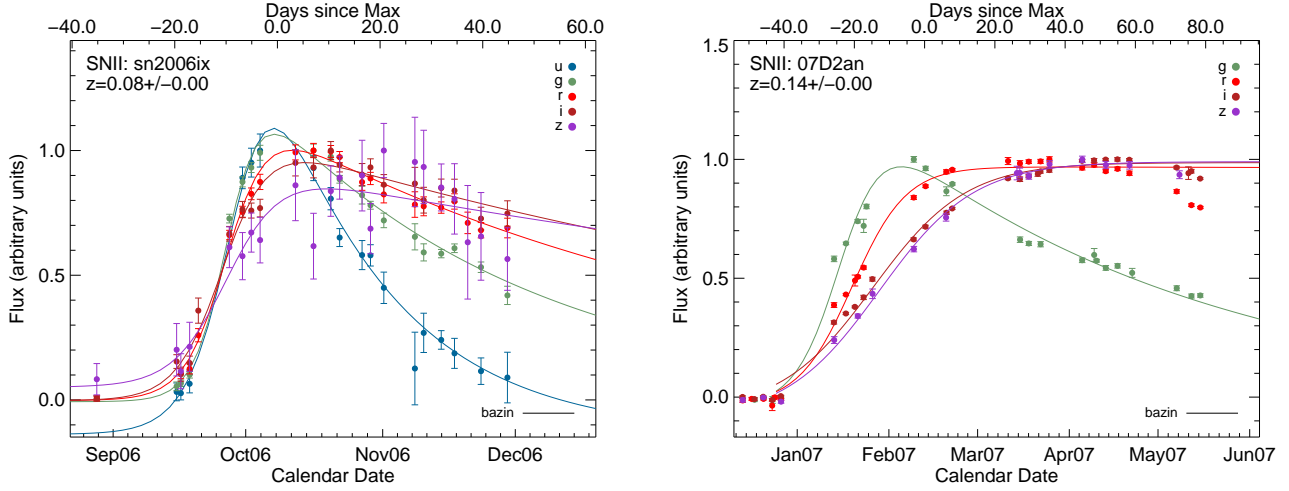 Days since Max
−40.0 −20.0 0.0 20.0 40.0 60.0
SNII: sn2006ix
z=0.08+/−0.00
u
g
r
i
z
1.0
0.5
0.0
Flux (arbitrary units)
bazin
Sep06 Oct06 Nov06 Dec06
Calendar Date
Days since Max
−40.0 −20.0 0.0 20.0 40.0 60.0 80.0
1.5
SNII: 07D2an
z=0.14+/−0.00
g
r
i
z
1.0
0.5
0.0
Flux (arbitrary units)
bazin
Jan07 Feb07 Mar07 Apr07 May07 Jun07
Calendar Date